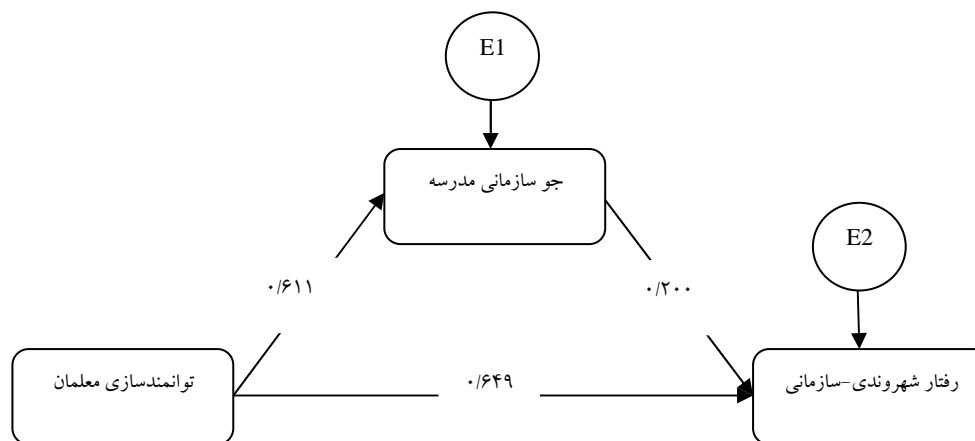 E1
جو سازمانی مدرسه
E2
۰/۶۱۱
۰/۲۰۰
توانمندسازی معلمان
۰/۶۴۹
رفتار شهروندی-سازمانی